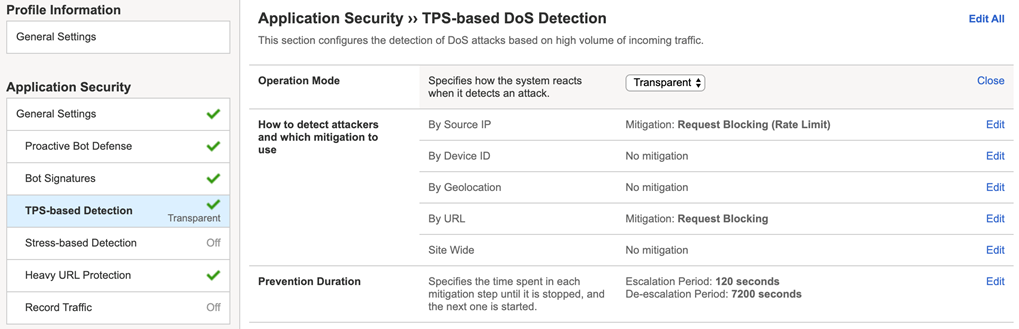 Profile Information
General Settings
Application Security
General Settings
Proactive Bot Defense
Bot Signatures
TPS-based Detection
Transparent
Stress-based Detection
Off
Heavy URL Protection
Record Traffic
Off
Application Security ›› TPS-based DoS Detection
Edit All
This section configures the detection of DoS attacks based on high volume of incoming traffic.
Operation Mode
Specifies how the system reacts
when it detects an attack.
Transparent
Close
How to detect attackers
and which mitigation to
use
By Source IP
Mitigation: Request Blocking (Rate Limit)
Edit
By Device ID
No mitigation
Edit
By Geolocation
No mitigation
Edit
By URL
Mitigation: Request Blocking
Edit
Site Wide
No mitigation
Edit
Prevention Duration
Specifies the time spent in each
mitigation step until it is stopped, and
the next one is started.
Escalation Period: 120 seconds
De-escalation Period: 7200 seconds
Edit